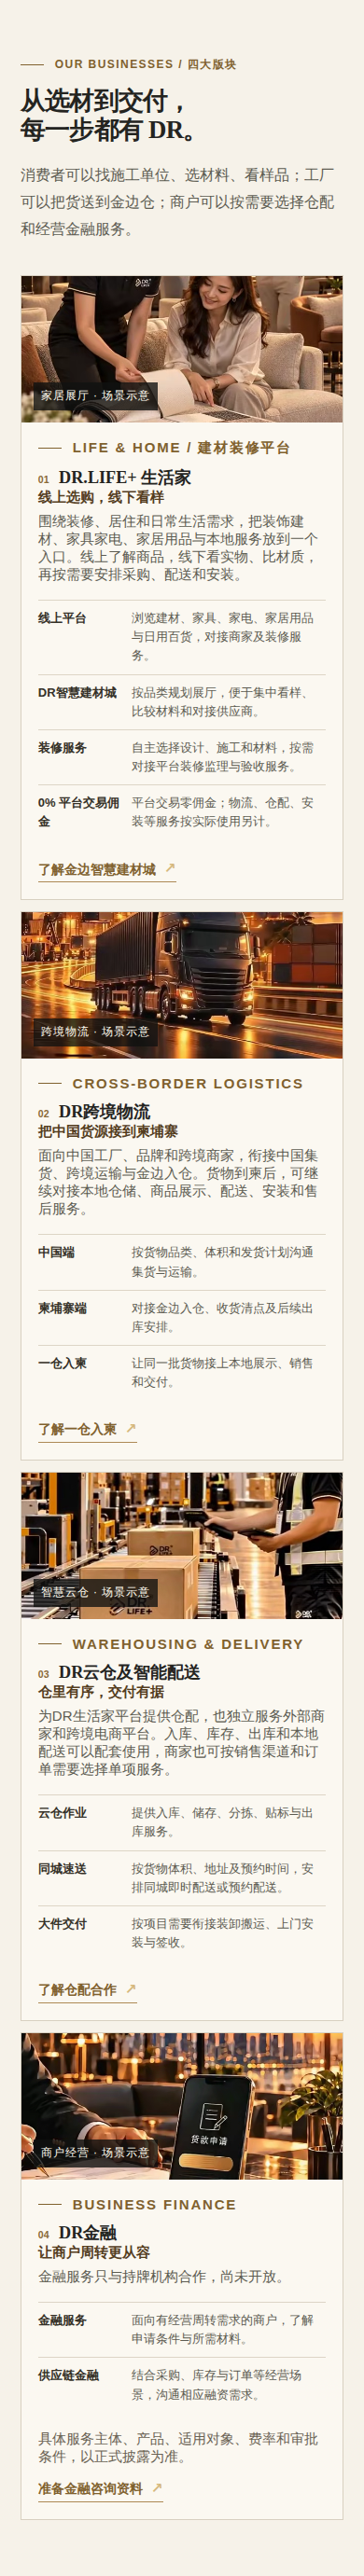 OUR BUSINESSES / 四大版块
从选材到交付，
每一步都有 DR。
消费者可以找施工单位、选材料、看样品；工厂
可以把货送到金边仓；商户可以按需要选择仓配
和经营金融服务。
家居展厅 · 场景示意
LIFE & HOME / 建材装修平台
01 DR.LIFE+ 生活家
线上选购，线下看样
围绕装修、居住和日常生活需求，把装饰建
材、家具家电、家居用品与本地服务放到一个
入口。线上了解商品，线下看实物、比材质，
再按需要安排采购、配送和安装。
线上平台
浏览建材、家具、家电、家居用品
与日用百货，对接商家及装修服
务。
DR智慧建材城
按品类规划展厅，便于集中看样、
比较材料和对接供应商。
装修服务
自主选择设计、施工和材料，按需
对接平台装修监理与验收服务。
0% 平台交易佣
金
平台交易零佣金；物流、仓配、安
装等服务按实际使用另计。
了解金边智慧建材城 ↗
跨境物流 · 场景示意
CROSS-BORDER LOGISTICS
02 DR跨境物流
把中国货源接到柬埔寨
面向中国工厂、品牌和跨境商家，衔接中国集
货、跨境运输与金边入仓。货物到柬后，可继
续对接本地仓储、商品展示、配送、安装和售
后服务。
中国端
按货物品类、体积和发货计划沟通
集货与运输。
柬埔寨端
对接金边入仓、收货清点及后续出
库安排。
一仓入柬
让同一批货物接上本地展示、销售
和交付。
了解一仓入柬 ↗
DR
LIFE+
智慧云仓 · 场景示意
WAREHOUSING & DELIVERY
03 DR云仓及智能配送
仓里有序，交付有据
为DR生活家平台提供仓配，也独立服务外部商
家和跨境电商平台。入库、库存、出库和本地
配送可以配套使用，商家也可按销售渠道和订
单需要选择单项服务。
云仓作业
提供入库、储存、分拣、贴标与出
库服务。
同城速送
按货物体积、地址及预约时间，安
排同城即时配送或预约配送。
大件交付
按项目需要衔接装卸搬运、上门安
装与签收。
了解仓配合作 ↗
贷款申请
商户经营 · 场景示意
BUSINESS FINANCE
04 DR金融
让商户周转更从容
金融服务只与持牌机构合作，尚未开放。
金融服务
面向有经营周转需求的商户，了解
申请条件与所需材料。
供应链金融
结合采购、库存与订单等经营场
景，沟通相应融资需求。
具体服务主体、产品、适用对象、费率和审批
条件，以正式披露为准。
准备金融咨询资料 ↗